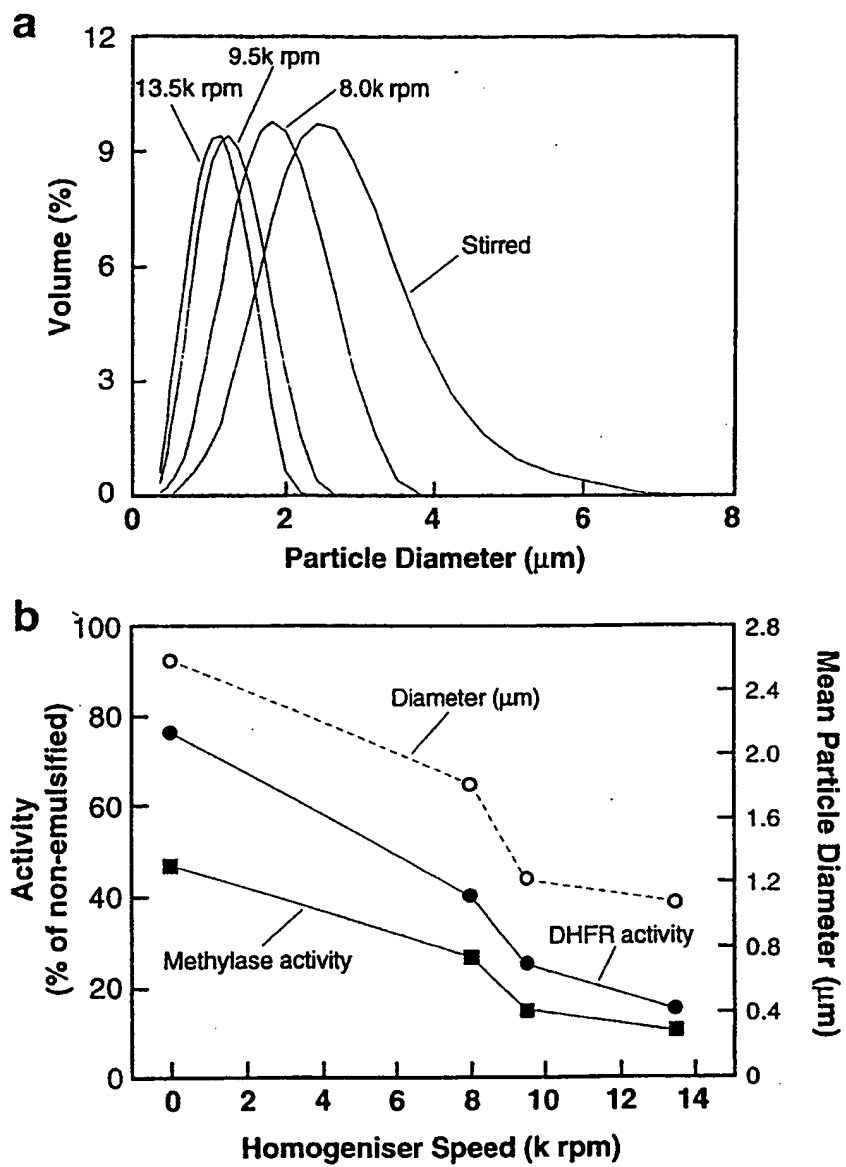 a
12
9
6
3
0
Volume (%)
13.5k rpm
9.5k rpm
8.0k rpm
Stirred
0 2 4 6 8
Particle Diameter (μm)
b
100
80
60
40
20
0
Activity
(% of non-emulsified)
Diameter (μm)
Methylase activity
DHFR activity
2.8
2.4
2.0
1.6
1.2
0.8
0.4
0
Mean Particle Diameter (μm)
0 2 4 6 8 10 12 14
Homogeniser Speed (k rpm)